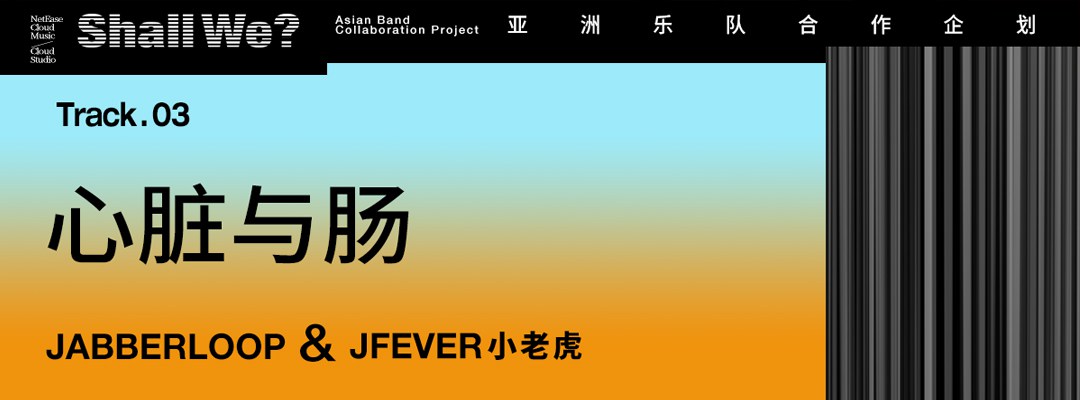 NetEase
Cloud
Music
Cloud
Studio
Shall We?
Asian Band
Collaboration Project
亚洲乐队合作企划
Track.03
心脏与肠
JABBERLOOP & JFEVER小老虎